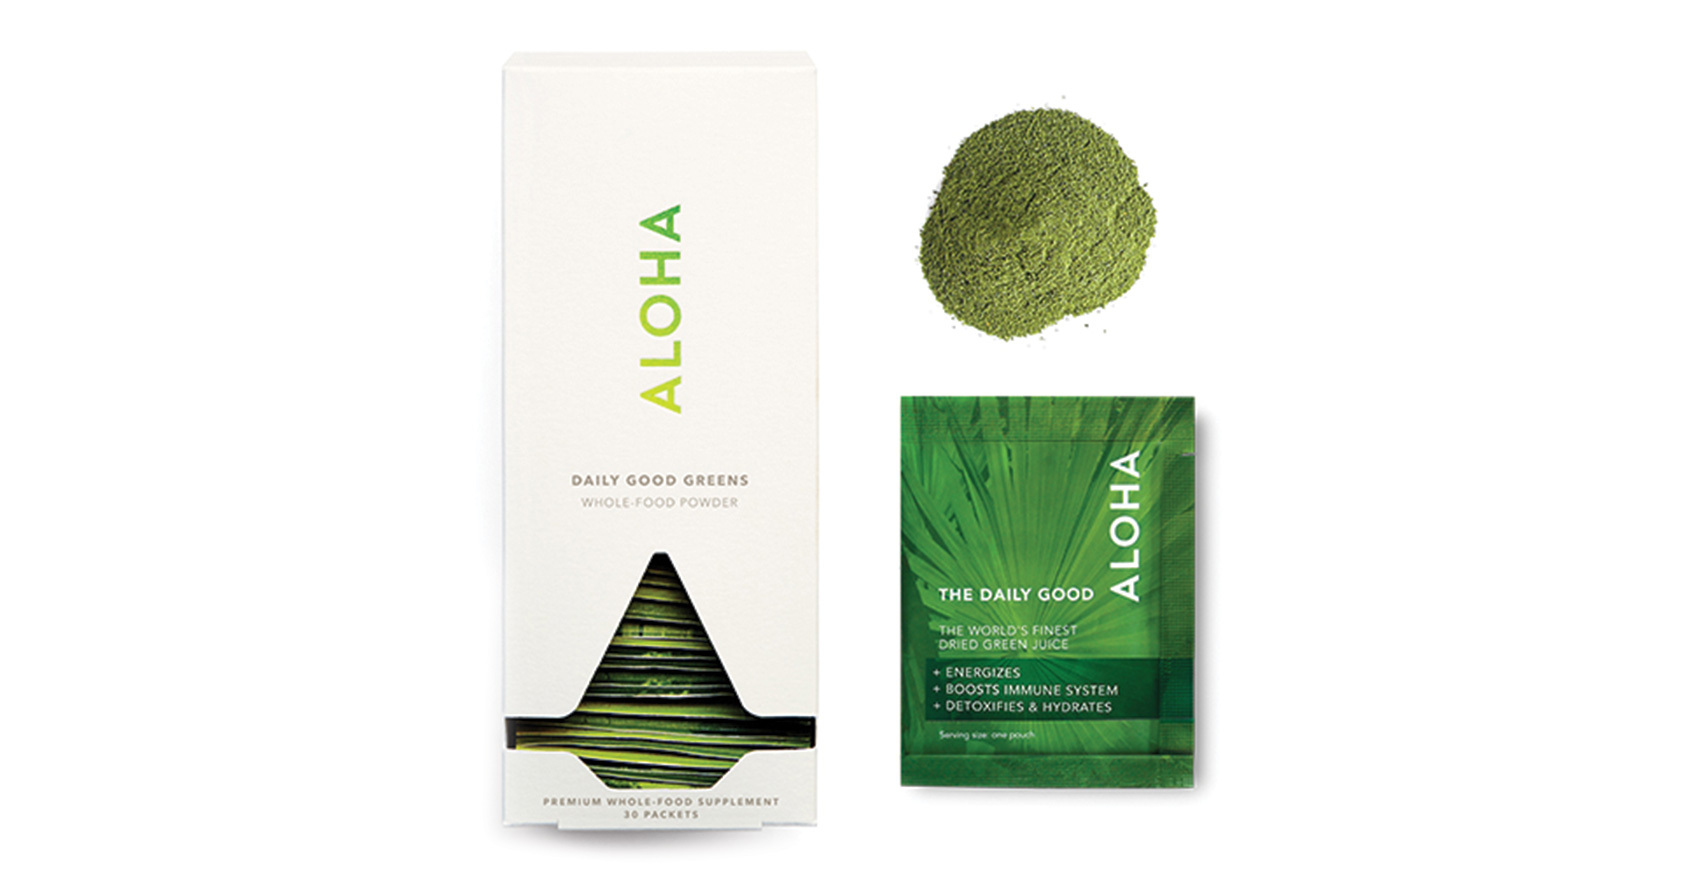 ALOHA
DAILY GOOD GREENS
WHOLE-FOOD POWDER
PREMIUM WHOLE-FOOD SUPPLEMENT
30 PACKETS
ALOHA
THE DAILY GOOD
THE WORLD'S FINEST
DRIED GREEN JUICE
+ ENERGIZES
+ BOOSTS IMMUNE SYSTEM
+ DETOXIFIES & HYDRATES
Serving size: one pouch